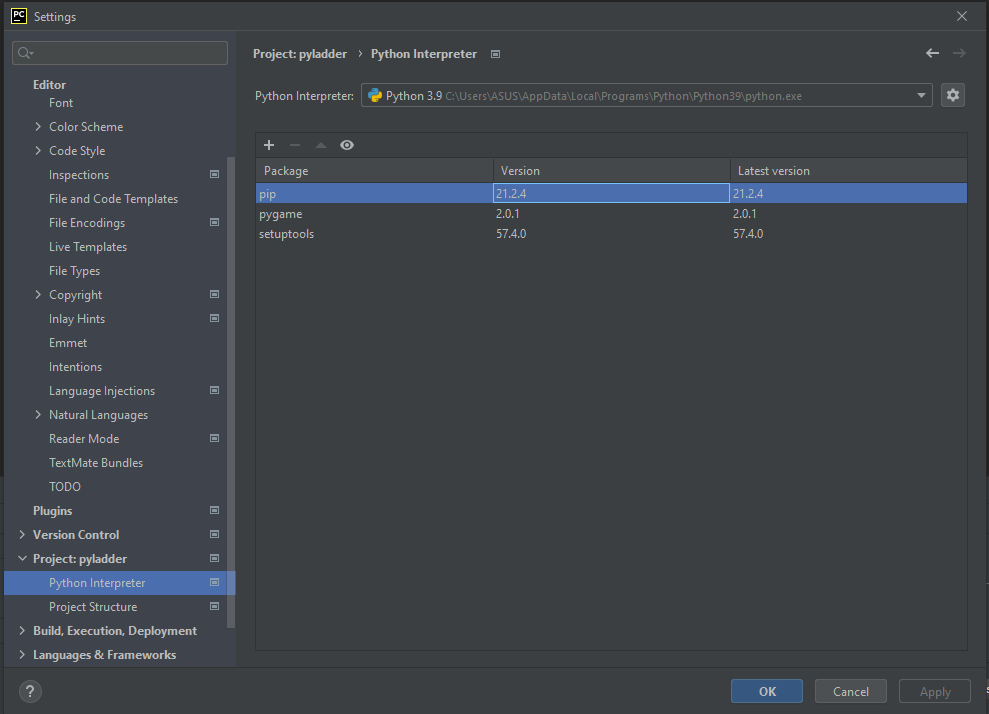 PC Settings
Editor
Font
Color Scheme
Code Style
Inspections
File and Code Templates
File Encodings
Live Templates
File Types
Copyright
Inlay Hints
Emmet
Intentions
Language Injections
Natural Languages
Reader Mode
TextMate Bundles
TODO
Plugins
Version Control
Project: pyladder
Python Interpreter
Project Structure
Build, Execution, Deployment
Languages & Frameworks
?
Project: pyladder › Python Interpreter
Python Interpreter: Python 3.9 C:\Users\ASUS\AppData\Local\Programs\Python\Python39\python.exe
Package Version Latest version
pip 21.2.4 21.2.4
pygame 2.0.1 2.0.1
setuptools 57.4.0 57.4.0
OK Cancel Apply